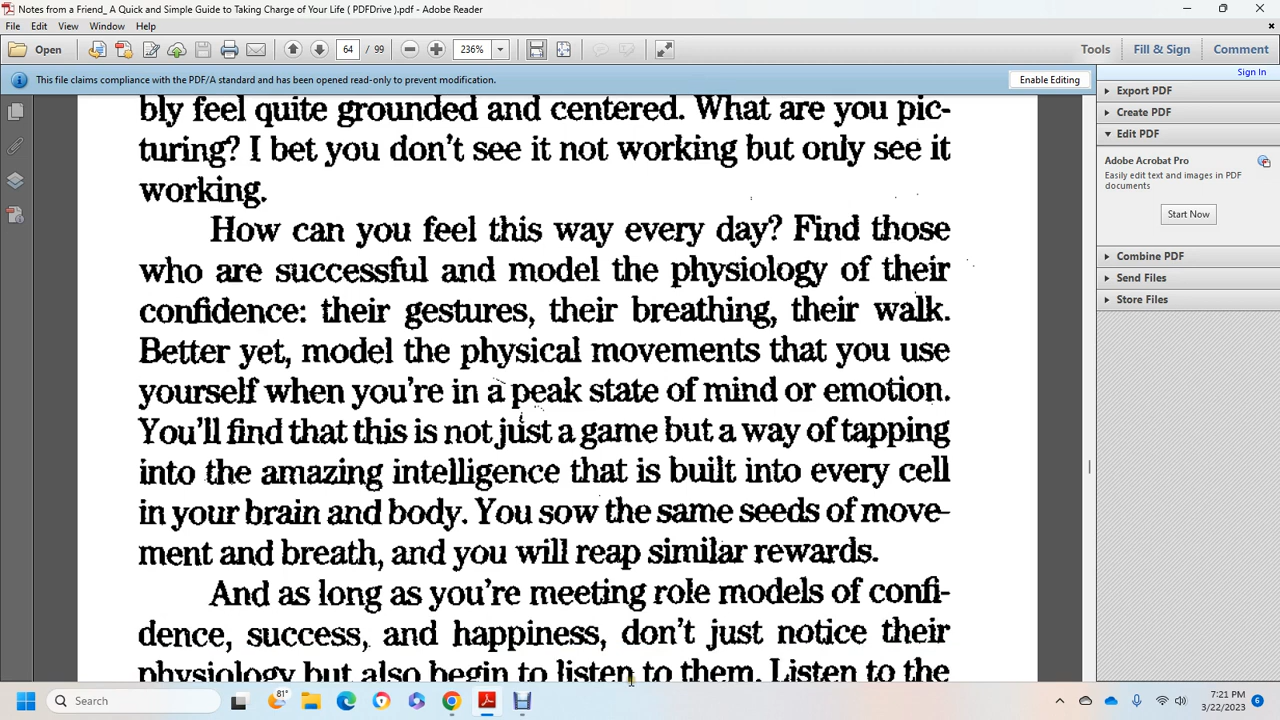 Notes from a Friend_ A Quick and Simple Guide to Taking Charge of Your Life ( PDFDrive ).pdf - Adobe Reader
File Edit View Window Help
Open 64 / 99 236% Tools Fill & Sign Comment
This file claims compliance with the PDF/A standard and has been opened read-only to prevent modification. Enable Editing
Sign In
Export PDF
Create PDF
Edit PDF
Adobe Acrobat Pro
Easily edit text and images in PDF
documents
Start Now
Combine PDF
Send Files
Store Files
bly feel quite grounded and centered. What are you pic-
turing? I bet you don't see it not working but only see it
working.
How can you feel this way every day? Find those
who are successful and model the physiology of their
confidence: their gestures, their breathing, their walk.
Better yet, model the physical movements that you use
yourself when you're in a peak state of mind or emotion.
You'll find that this is not just a game but a way of tapping
into the amazing intelligence that is built into every cell
in your brain and body. You sow the same seeds of move-
ment and breath, and you will reap similar rewards.
And as long as you're meeting role models of confi-
dence, success, and happiness, don't just notice their
physiology but also begin to listen to them. Listen to the
Search
81°
7:21 PM
3/22/2023
6